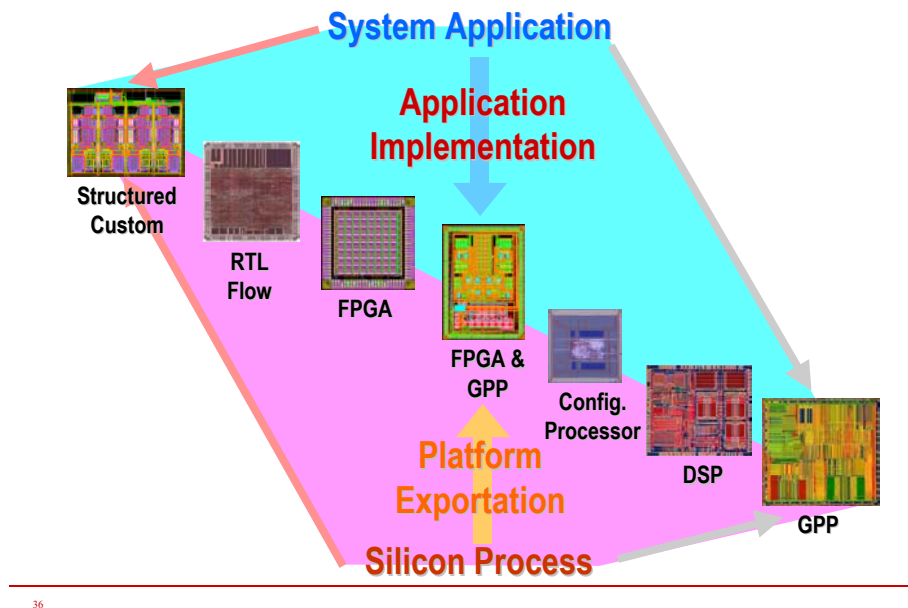 System Application
Application
Implementation
Structured
Custom
RTL
Flow
FPGA
FPGA &
GPP
Config.
Processor
DSP
GPP
Platform
Exportation
Silicon Process
36